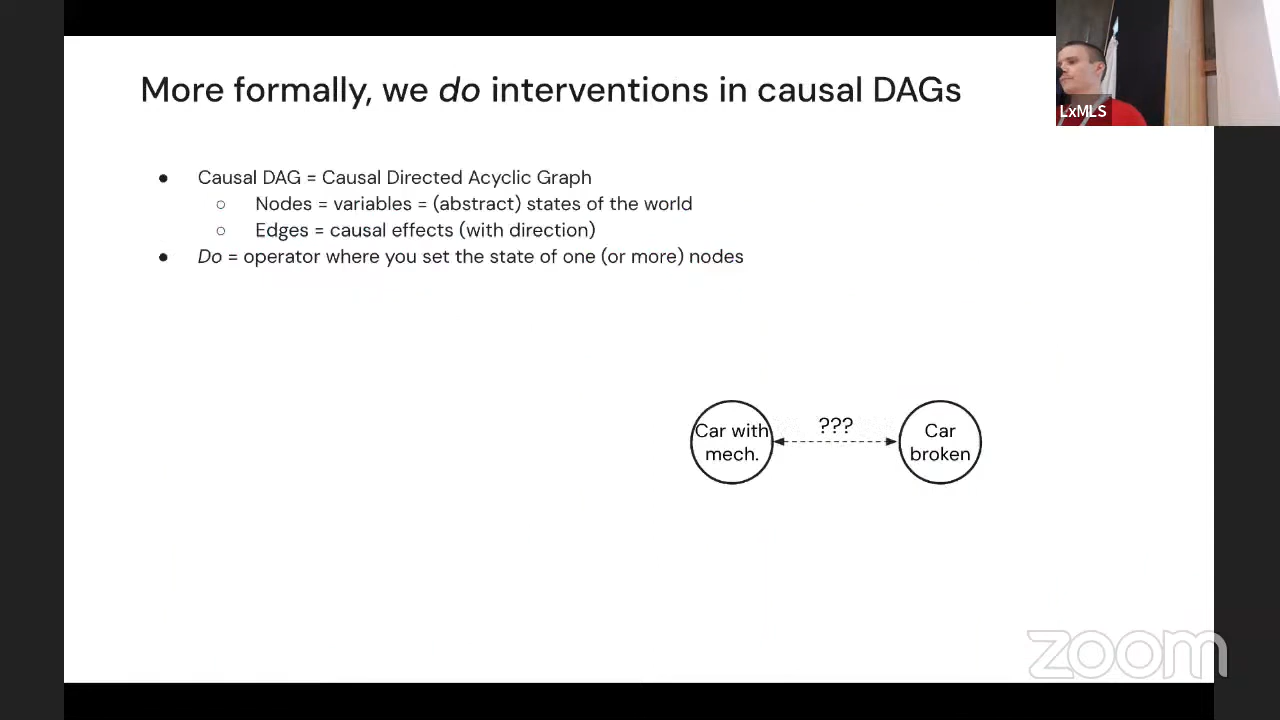 More formally, we do interventions in causal DAGs
LxMLS
● Causal DAG = Causal Directed Acyclic Graph
○ Nodes = variables = (abstract) states of the world
○ Edges = causal effects (with direction)
● Do = operator where you set the state of one (or more) nodes
Car with
mech.
???
Car
broken
zoom